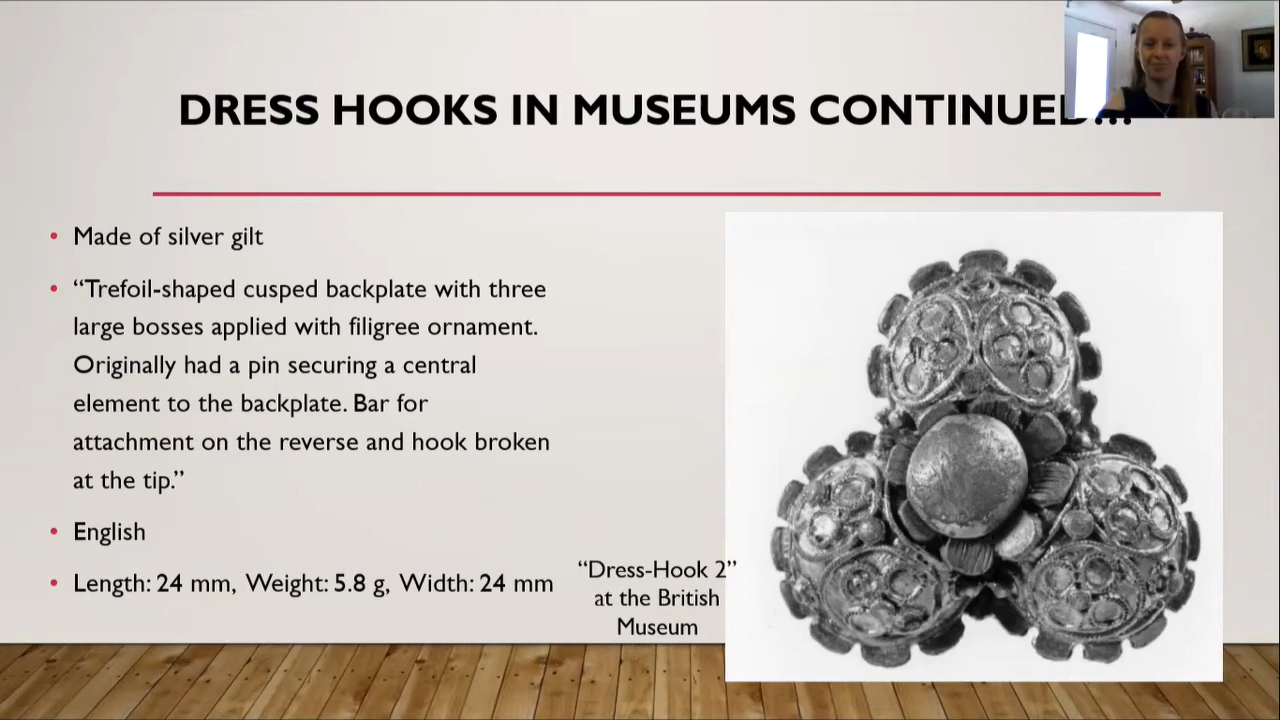 DRESS HOOKS IN MUSEUMS CONTINUED...
• Made of silver gilt
• “Trefoil-shaped cusped backplate with three
large bosses applied with filigree ornament.
Originally had a pin securing a central
element to the backplate. Bar for
attachment on the reverse and hook broken
at the tip.”
• English
• Length: 24 mm, Weight: 5.8 g, Width: 24 mm
“Dress-Hook 2”
at the British
Museum